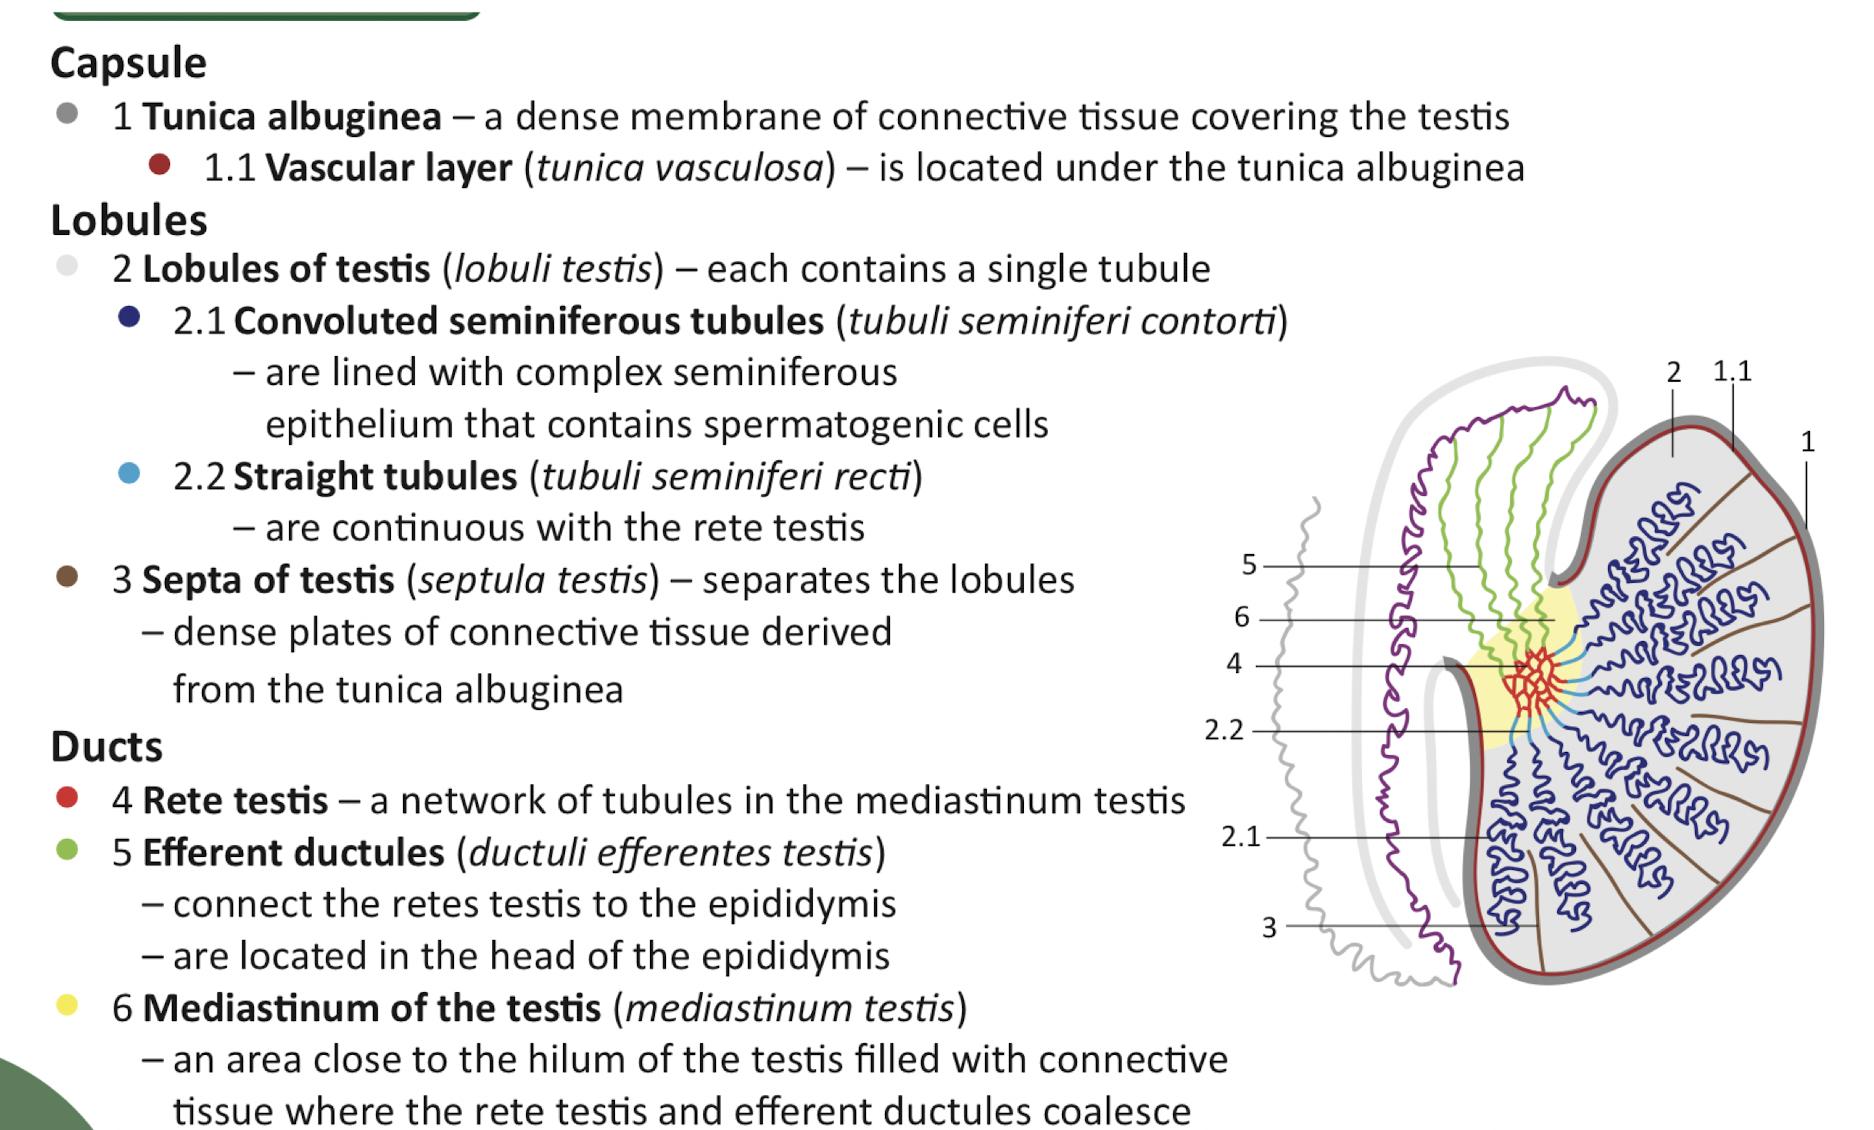 Capsule
1 Tunica albuginea – a dense membrane of connective tissue covering the testis
1.1 Vascular layer (tunica vasculosa) – is located under the tunica albuginea
Lobules
2 Lobules of testis (lobuli testis) – each contains a single tubule
2.1 Convoluted seminiferous tubules (tubuli seminiferi contorti)
– are lined with complex seminiferous
epithelium that contains spermatogenic cells
2.2 Straight tubules (tubuli seminiferi recti)
– are continuous with the rete testis
3 Septa of testis (septula testis) – separates the lobules
– dense plates of connective tissue derived
from the tunica albuginea
Ducts
4 Rete testis – a network of tubules in the mediastinum testis
5 Efferent ductules (ductuli efferentes testis)
– connect the retes testis to the epididymis
– are located in the head of the epididymis
6 Mediastinum of the testis (mediastinum testis)
– an area close to the hilum of the testis filled with connective
tissue where the rete testis and efferent ductules coalesce
2 1.1
1
5
6
4
2.2
2.1
3